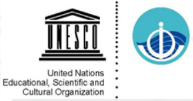 UNESCO
United Nations
Educational, Scientific and
Cultural Organization